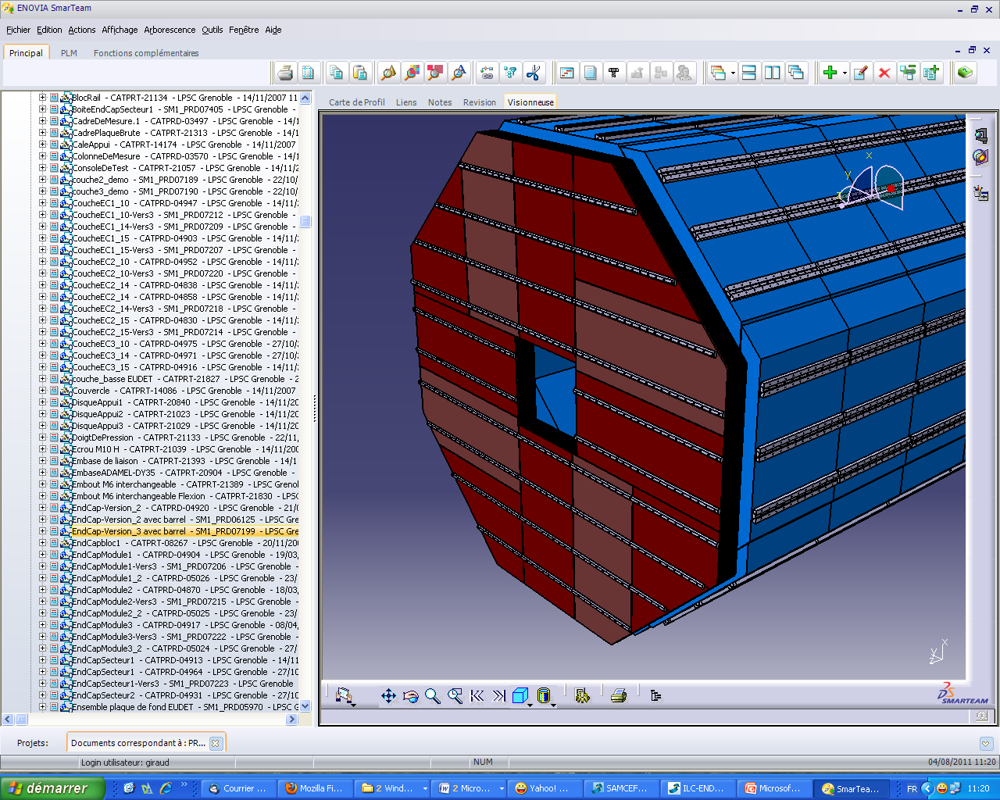 ENOVIA SmarTeam
Fichier Edition Actions Affichage Arborescence Outils Fenêtre Aide
Principal PLM Fonctions complémentaires
Carte de Profil Liens Notes Revision Visionneuse
BlocRail - CATPRT-21134 - LPSC Grenoble - 14/11/2007 11
BoiteEndCapSecteur1 - SM1_PRD07405 - LPSC Grenoble -
CadreDeMesure.1 - CATPRD-03497 - LPSC Grenoble - 14/1
CadrePlaqueBrute - CATPRT-21313 - LPSC Grenoble - 14/
CaleAppui - CATPRT-14174 - LPSC Grenoble - 14/11/2007
ColonneDeMesure - CATPRD-03570 - LPSC Grenoble - 14/
ConsoleDeTest - CATPRT-21057 - LPSC Grenoble - 14/11/2
couche2_demo - SM1_PRD07189 - LPSC Grenoble - 22/10/
couche3_demo - SM1_PRD07190 - LPSC Grenoble - 22/10/
CoucheEC1_10 - CATPRD-04947 - LPSC Grenoble - 14/11/
CoucheEC1_10-Vers3 - SM1_PRD07212 - LPSC Grenoble -
CoucheEC1_14-Vers3 - SM1_PRD07209 - LPSC Grenoble -
CoucheEC1_15 - CATPRD-04903 - LPSC Grenoble - 14/11/
CoucheEC1_15-Vers3 - SM1_PRD07207 - LPSC Grenoble -
CoucheEC2_10 - CATPRD-04952 - LPSC Grenoble - 14/11/
CoucheEC2_10-Vers3 - SM1_PRD07220 - LPSC Grenoble -
CoucheEC2_14 - CATPRD-04838 - LPSC Grenoble - 14/11/
CoucheEC2_14 - CATPRD-04858 - LPSC Grenoble - 14/11/
CoucheEC2_14-Vers3 - SM1_PRD07218 - LPSC Grenoble -
CoucheEC2_15 - CATPRD-04830 - LPSC Grenoble - 14/11/
CoucheEC2_15-Vers3 - SM1_PRD07214 - LPSC Grenoble -
CoucheEC3_10 - CATPRD-04975 - LPSC Grenoble - 27/10/
CoucheEC3_14 - CATPRD-04971 - LPSC Grenoble - 27/10/
CoucheEC3_15 - CATPRD-04916 - LPSC Grenoble - 14/11/
couche_basse EUDET - CATPRT-21827 - LPSC Grenoble - 2
Couvercle - CATPRT-14086 - LPSC Grenoble - 14/11/2007
DisqueAppui1 - CATPRT-20840 - LPSC Grenoble - 14/11/20
DisqueAppui2 - CATPRT-21023 - LPSC Grenoble - 14/11/20
DisqueAppui3 - CATPRT-21029 - LPSC Grenoble - 14/11/20
DoigtDePression - CATPRT-21133 - LPSC Grenoble - 22/11,
Ecrou M10 H - CATPRT-21039 - LPSC Grenoble - 14/11/200
Embase de liaison - CATPRT-21393 - LPSC Grenoble - 14/1
EmbaseADAMEL-DY35 - CATPRT-20904 - LPSC Grenoble -
Embout M6 interchangeable - CATPRT-21389 - LPSC Grenobl
Embout M6 interchangeable Flexion - CATPRT-21830 - LPSC
EndCap-Version_2 - CATPRD-04920 - LPSC Grenoble - 21/0
EndCap-Version_2 avec barrel - SM1_PRD06125 - LPSC Gre
EndCap-Version_3 avec barrel - SM1_PRD07199 - LPSC Gre
EndCapbloc1 - CATPRT-08267 - LPSC Grenoble - 20/11/200
EndCapModule1 - CATPRD-04904 - LPSC Grenoble - 19/03,
EndCapModule1-Vers3 - SM1_PRD07206 - LPSC Grenoble -
EndCapModule1_2 - CATPRD-05026 - LPSC Grenoble - 23/
EndCapModule2 - CATPRD-04870 - LPSC Grenoble - 18/03,
EndCapModule2-Vers3 - SM1_PRD07215 - LPSC Grenoble -
EndCapModule2_2 - CATPRD-05025 - LPSC Grenoble - 23/
EndCapModule3 - CATPRD-04917 - LPSC Grenoble - 08/04,
EndCapModule3-Vers3 - SM1_PRD07222 - LPSC Grenoble -
EndCapModule3_2 - CATPRD-05024 - LPSC Grenoble - 27/
EndCapSecteur1 - CATPRD-04913 - LPSC Grenoble - 14/11
EndCapSecteur1 - CATPRD-04964 - LPSC Grenoble - 27/10
EndCapSecteur1-Vers3 - SM1_PRD07223 - LPSC Grenoble
EndCapSecteur2 - CATPRD-04931 - LPSC Grenoble - 27/10
Ensemble plaque de fond EUDET - SM1_PRD05970 - LPSC G
x
y
z
x
y
z
SMARTEAM
Projets: Documents correspondant à : PR...
Login utilisateur: giraud NUM 04/08/2011 11:20
démarrer Courrier ... Mozilla Fi... 2 Wind... 2 Micro... Yahoo! ... SAMCEF... ILC-END... Microsof... SmarTea... FR 11:20